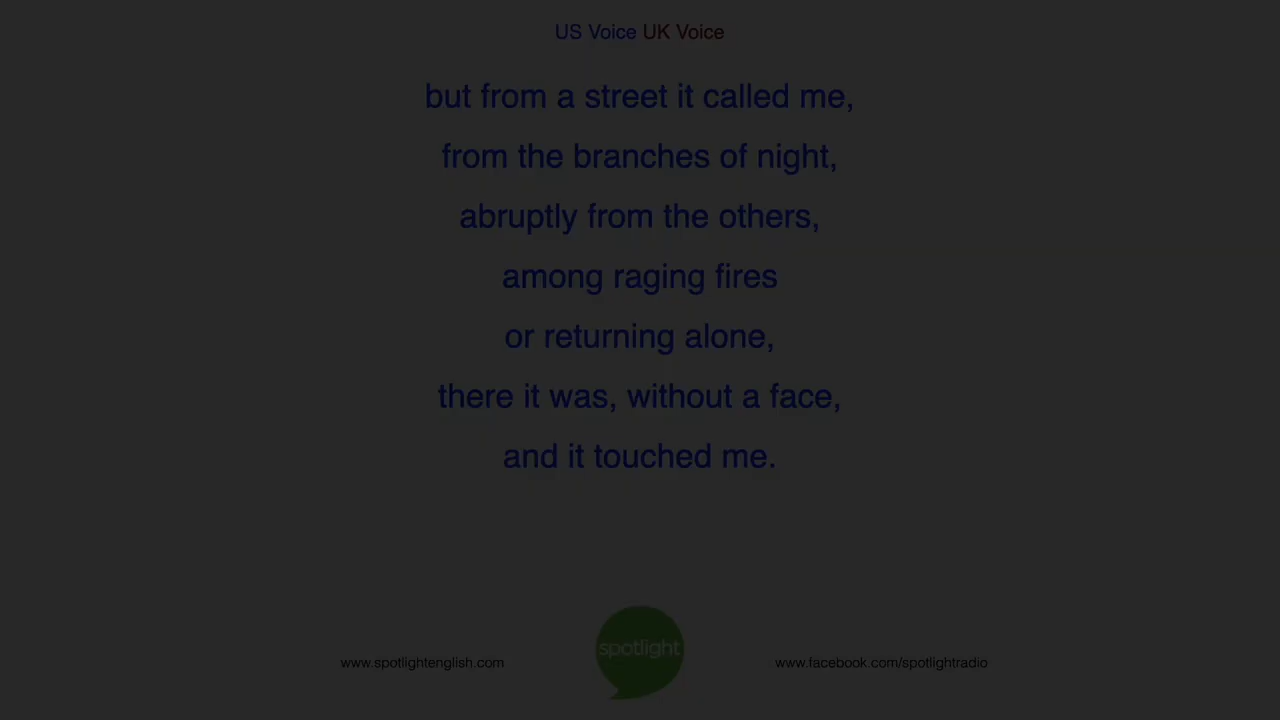 US Voice UK Voice
but from a street it called me,
from the branches of night,
abruptly from the others,
among raging fires
or returning alone,
there it was, without a face,
and it touched me.
spotlight
www.spotlightenglish.com
www.facebook.com/spotlightradio